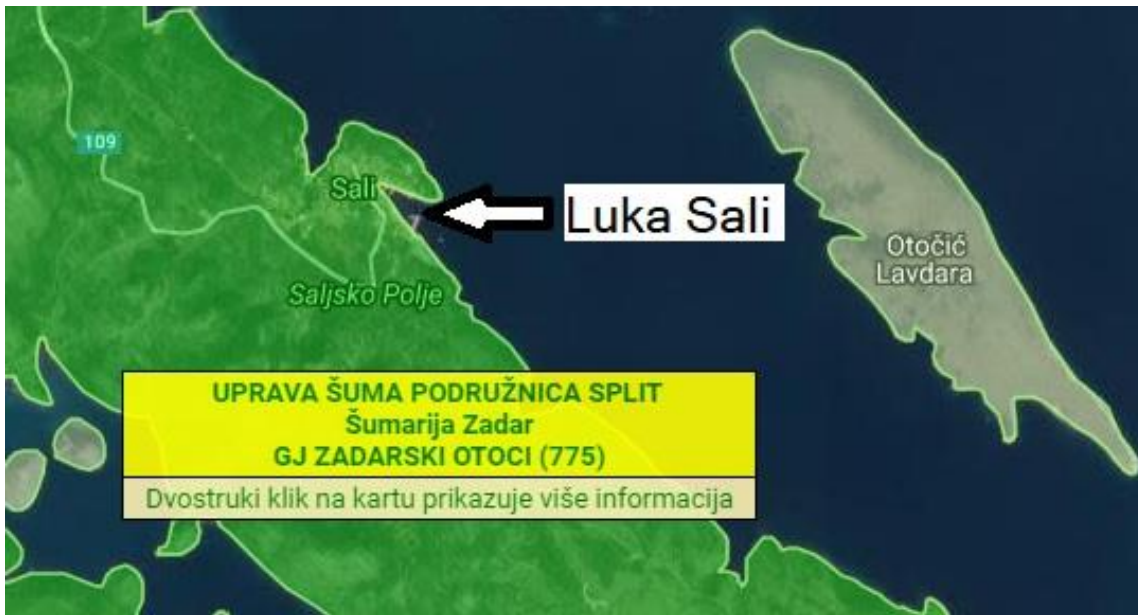 109
Sali
Luka Sali
Otočić
Lavdara
Saljsko Polje
UPRAVA ŠUMA PODRUŽNICA SPLIT
Šumarija Zadar
GJ ZADARSKI OTOCI (775)
Dvostruki klik na kartu prikazuje više informacija